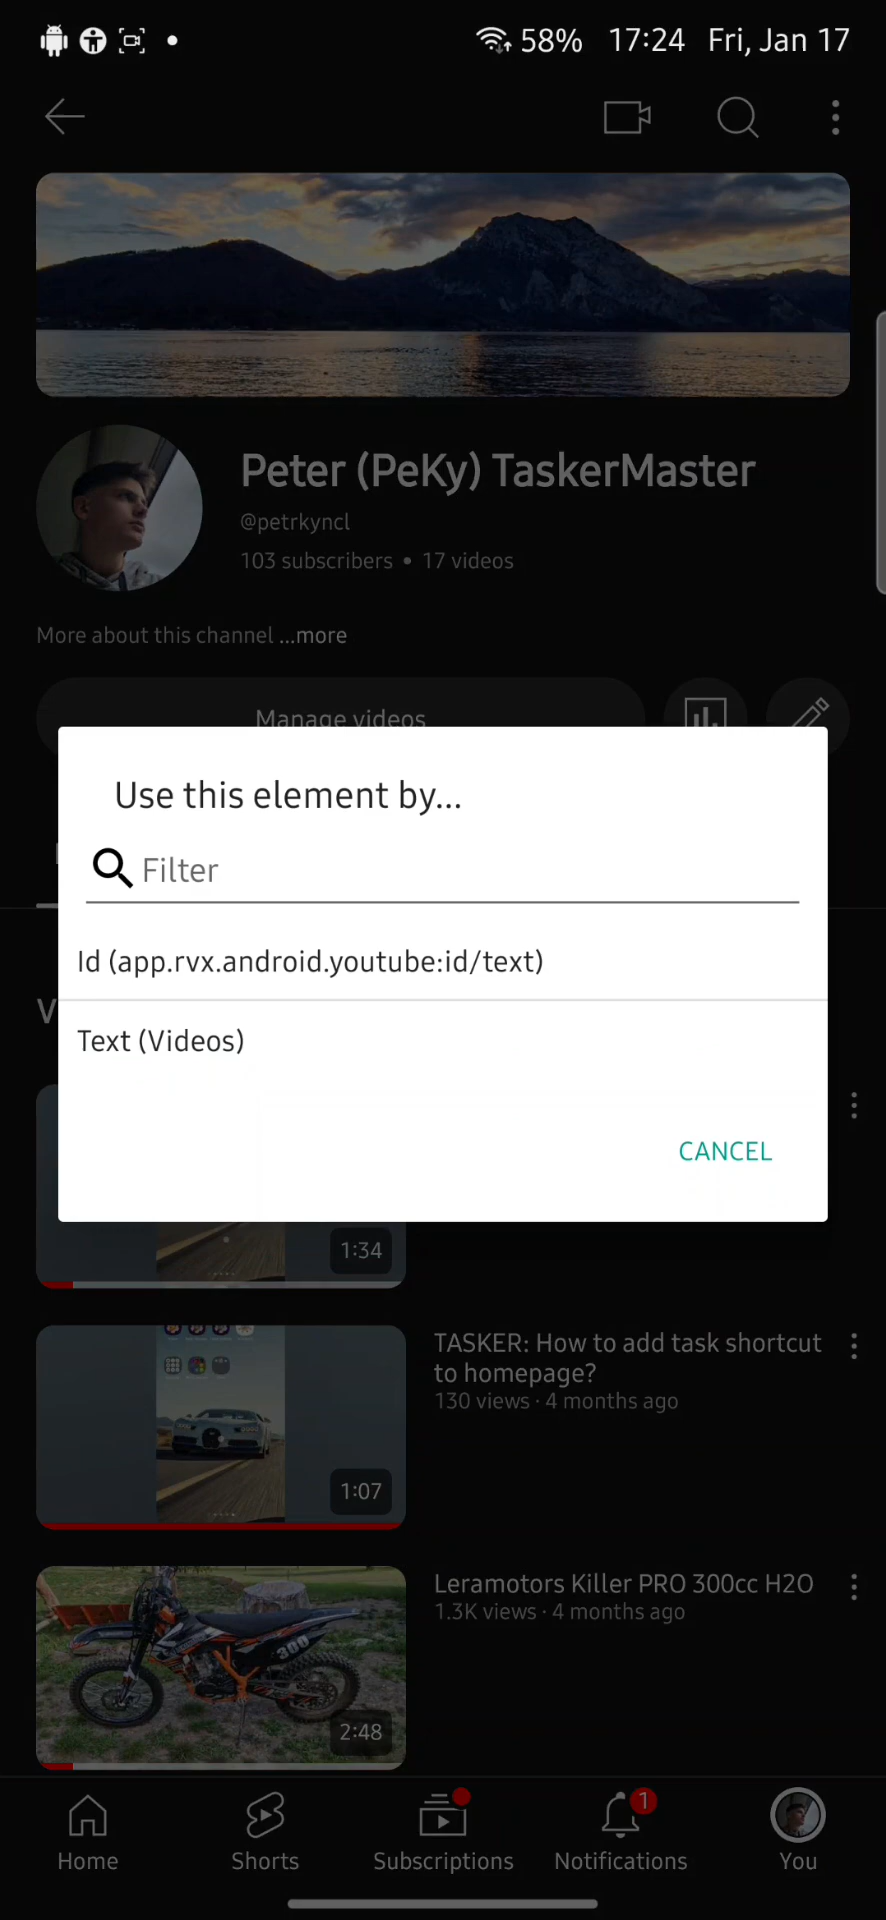 58% 17:24 Fri, Jan 17
Peter (PeKy) TaskerMaster
@petrkyncl
103 subscribers • 17 videos
More about this channel ...more
Manage videos
Use this element by...
Filter
Id (app.rvx.android.youtube:id/text)
Text (Videos)
CANCEL
1:34
TASKER: How to add task shortcut
to homepage?
130 views · 4 months ago
1:07
Leramotors Killer PRO 300cc H2O
1.3K views · 4 months ago
300
2:48
1
Home Shorts Subscriptions Notifications You